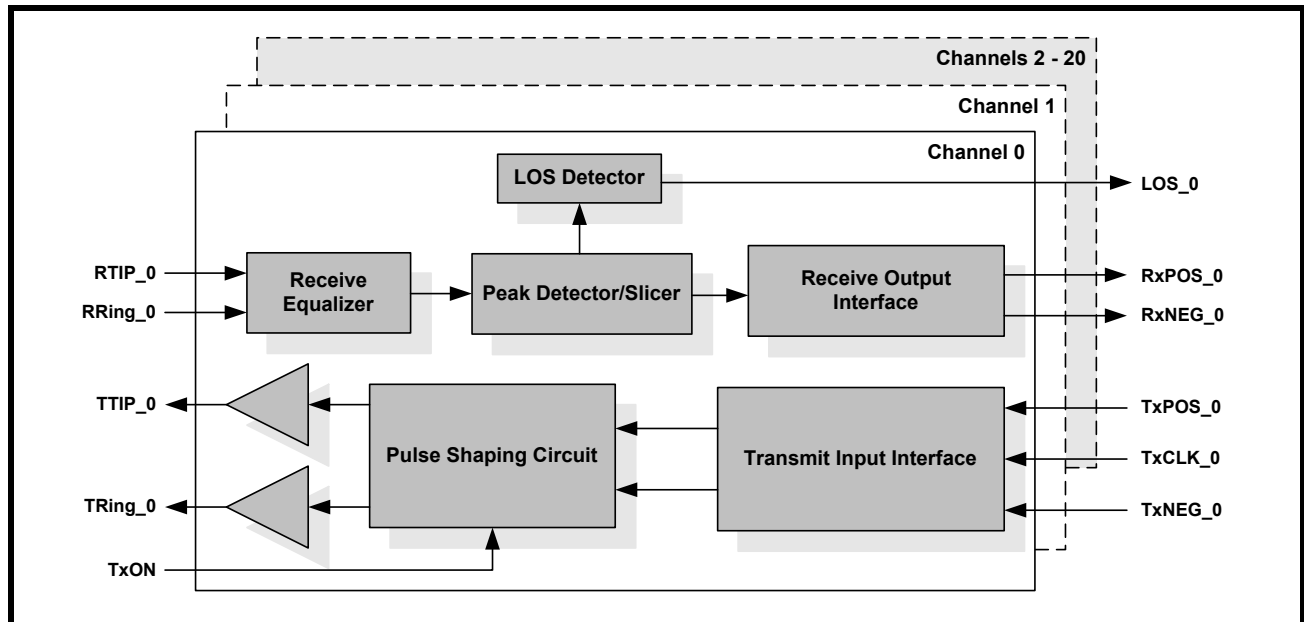 Channels 2 - 20
Channel 1
Channel 0
LOS Detector
LOS_0
RTIP_0
RRing_0
Receive
Equalizer
Peak Detector/Slicer
Receive Output
Interface
RxPOS_0
RxNEG_0
TTIP_0
TRing_0
Pulse Shaping Circuit
Transmit Input Interface
TxPOS_0
TxCLK_0
TxNEG_0
TxON